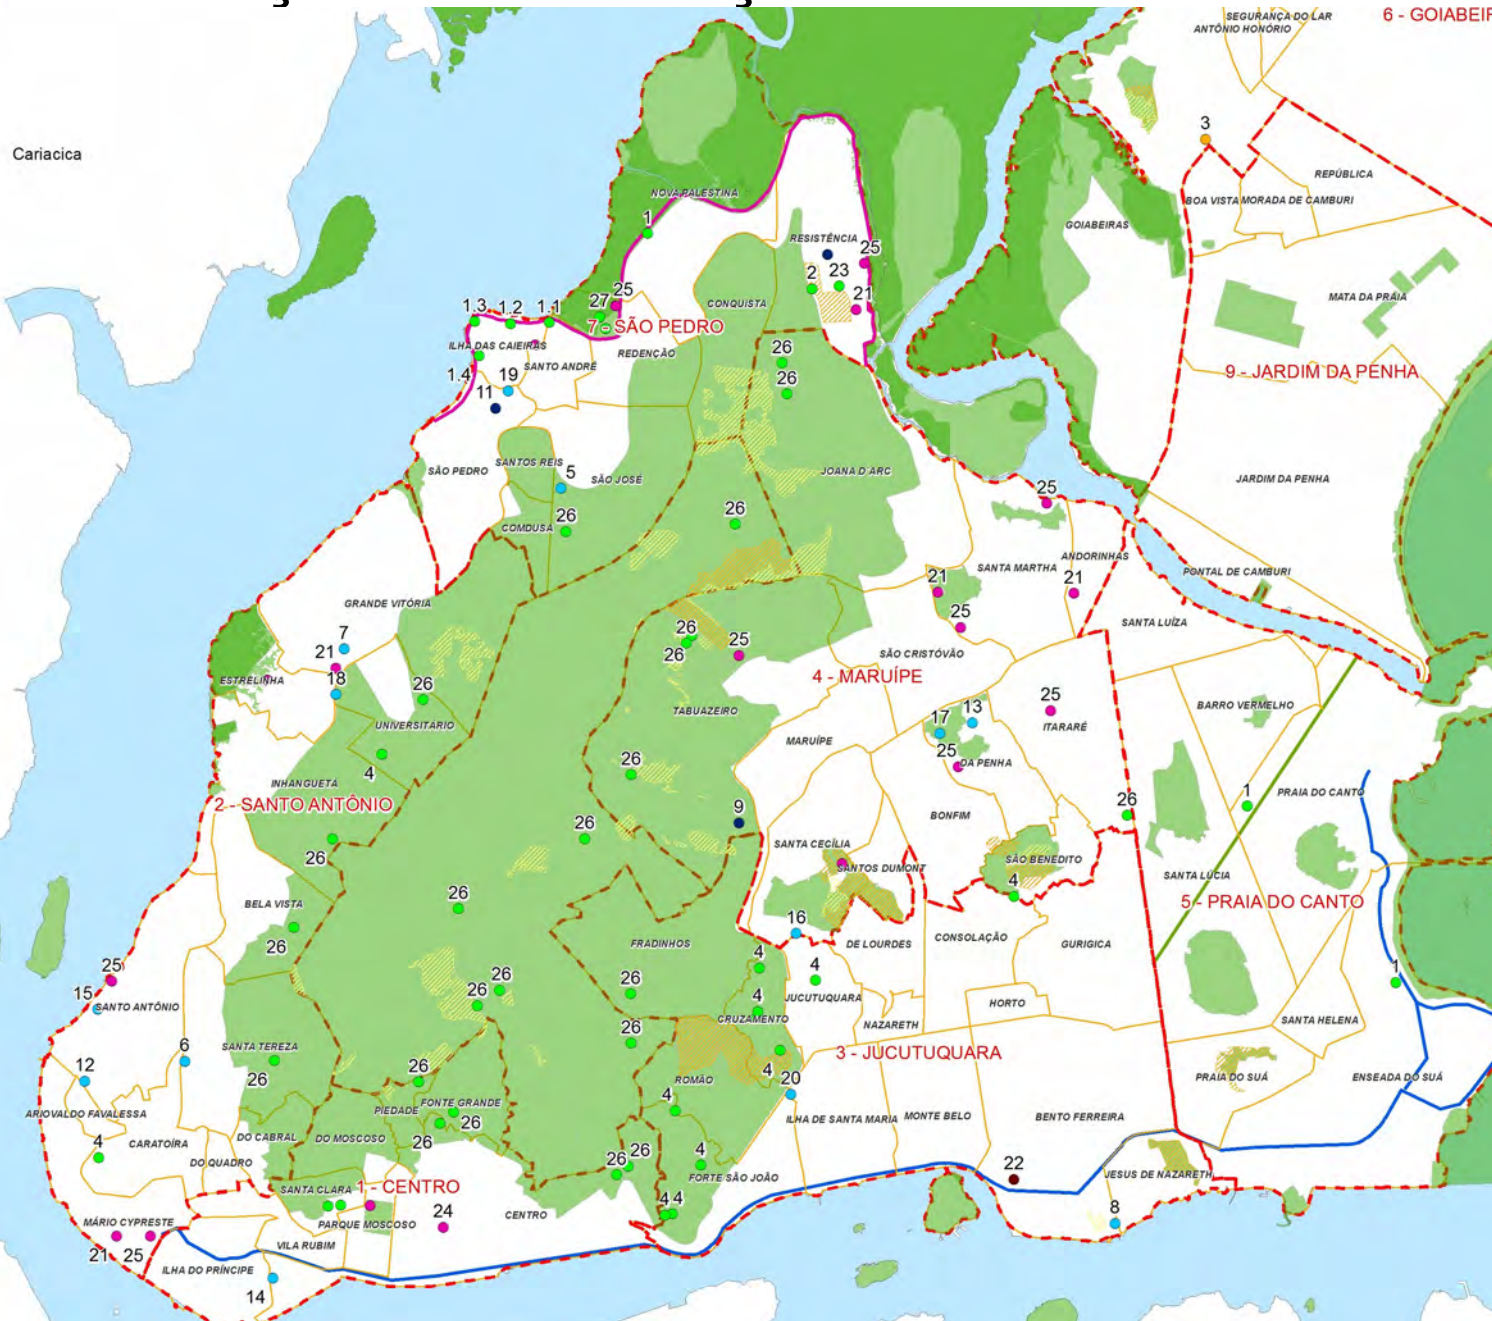 SEGURANÇA DO LAR
6 - GOIABEIR
ANTÔNIO HONÓRIO
3
Cariacica
REPÚBLICA
NOVA PALESTINA
BOA VISTA
MORADA DE CAMBURI
1
GOIABEIRAS
RESISTÊNCIA
25
2
23
21
27
25
1.3
1.2
1.1
CONQUISTA
MATA DA PRAIA
7 - SÃO PEDRO
ILHA DAS CAIEIRAS
REDENÇÃO
SANTO ANDRÉ
26
1.4
19
26
9 - JARDIM DA PENHA
11
SANTOS REIS
SÃO PEDRO
5
SÃO JOSÉ
JOANA D´ARC
JARDIM DA PENHA
25
COMDUSA
26
26
SANTA MARTHA
ANDORINHAS
PONTAL DE CAMBURI
21
21
GRANDE VITÓRIA
7
25
SANTA LUÍZA
21
26
26
25
SÃO CRISTÓVÃO
ESTRELINHA
18
26
4 - MARUÍPE
UNIVERSITÁRIO
TABUAZEIRO
17
13
25
ITARARÉ
BARRO VERMELHO
MARUÍPE
25
DA PENHA
4
INHANGUETÁ
26
2 - SANTO ANTÔNIO
9
BONFIM
26
1
PRAIA DO CANTO
26
26
SANTA CECÍLIA
SANTOS DUMONT
SÃO BENEDITO
4
SANTA LÚCIA
5 - PRAIA DO CANTO
26
BELA VISTA
26
16
FRADINHOS
DE LOURDES
CONSOLAÇÃO
GURIGICA
4
4
25
15
SANTO ANTÔNIO
26
26
26
JUCUTUQUARA
4
CRUZAMENTO
NAZARETH
HORTO
1
SANTA HELENA
26
6
SANTA TEREZA
26
3 - JUCUTUQUARA
12
26
ROMÃO
4
20
PRAIA DO SUÁ
ENSEADA DO SUÁ
ARIOVALDO FAVALESSA
CARATOÍRA
4
PIEDADE
FONTE GRANDE
26
26
4
ILHA DE SANTA MARIA
MONTE BELO
BENTO FERREIRA
DO CABRAL
DO MOSCOSO
DO QUADRO
26
26
4
FORTE SÃO JOÃO
22
JESUS DE NAZARETH
SANTA CLARA
1 - CENTRO
4
4
8
MÁRIO CYPRESTE
PARQUE MOSCOSO
24
CENTRO
21
25
VILA RUBIM
ILHA DO PRÍNCIPE
14